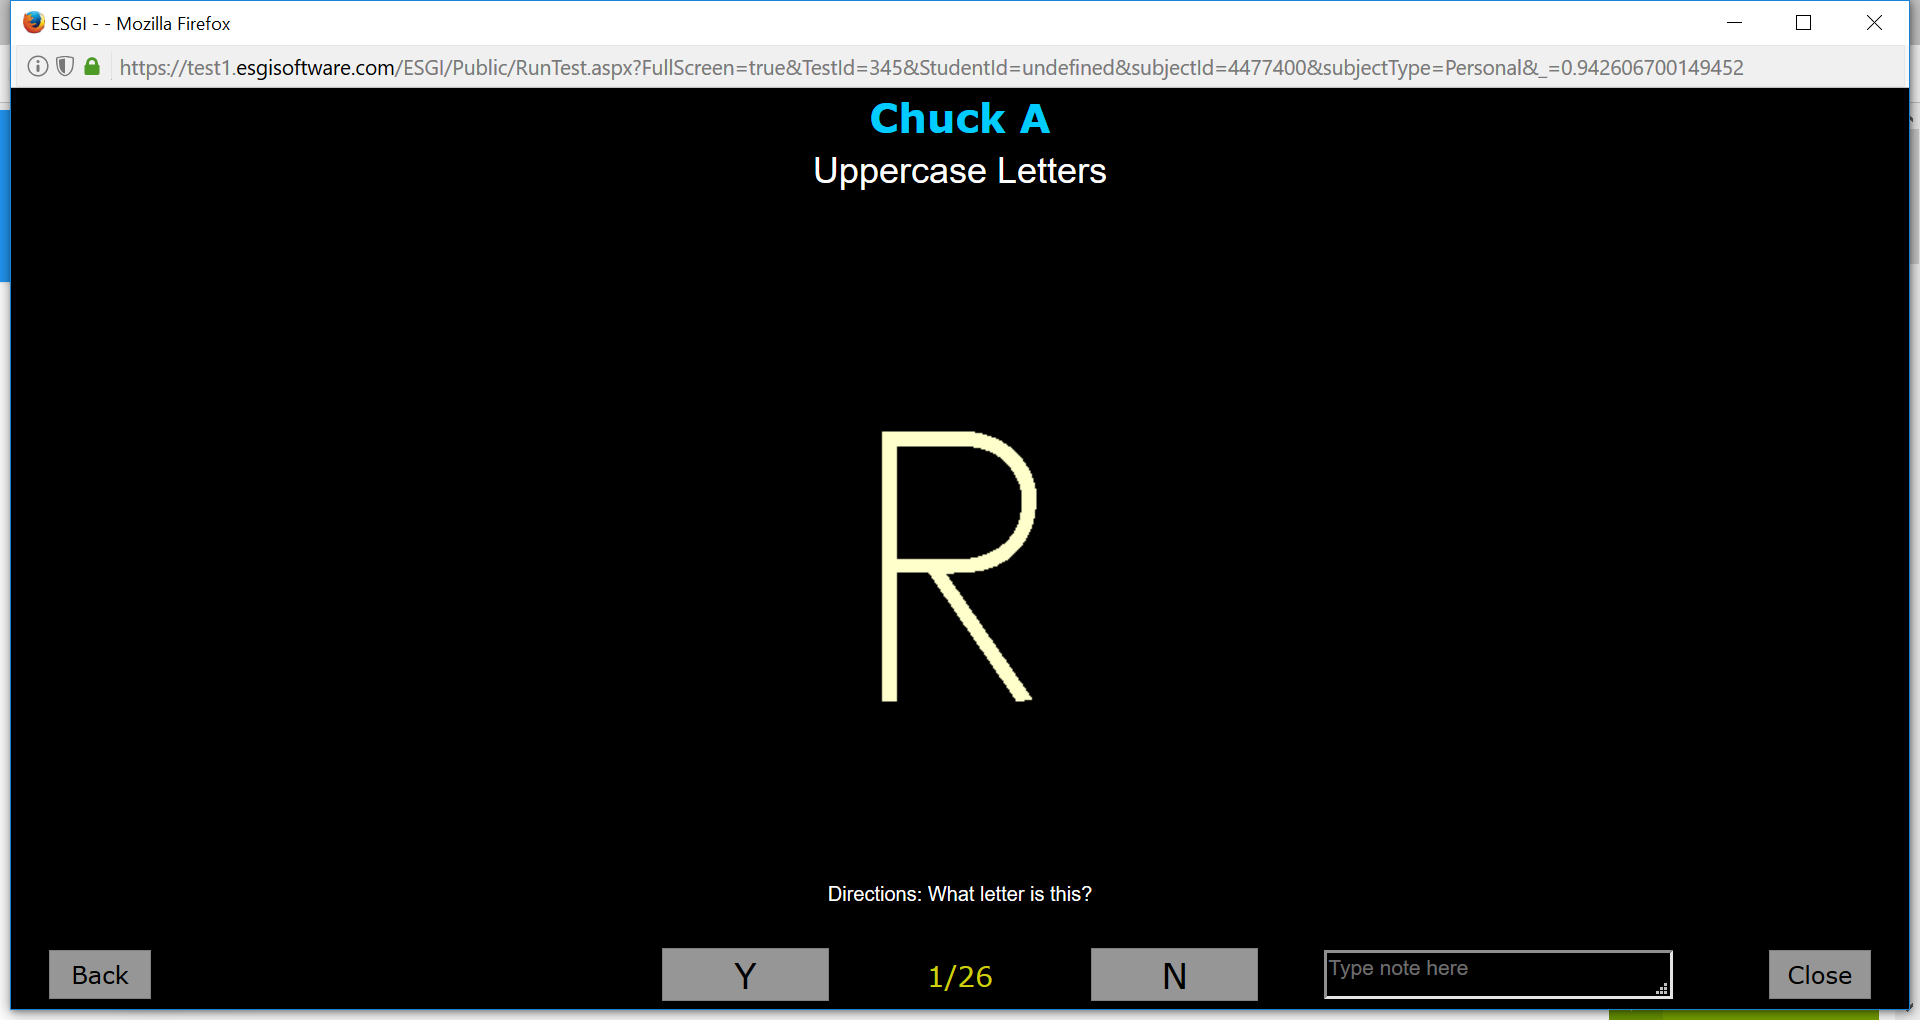 ESGI - - Mozilla Firefox
https://test1.esgisoftware.com/ESGI/Public/RunTest.aspx?FullScreen=true&TestId=345&StudentId=undefined&subjectId=4477400&subjectType=Personal&_=0.942606700149452
Chuck A
Uppercase Letters
R
Directions: What letter is this?
Back
Y
1/26
N
Type note here
Close